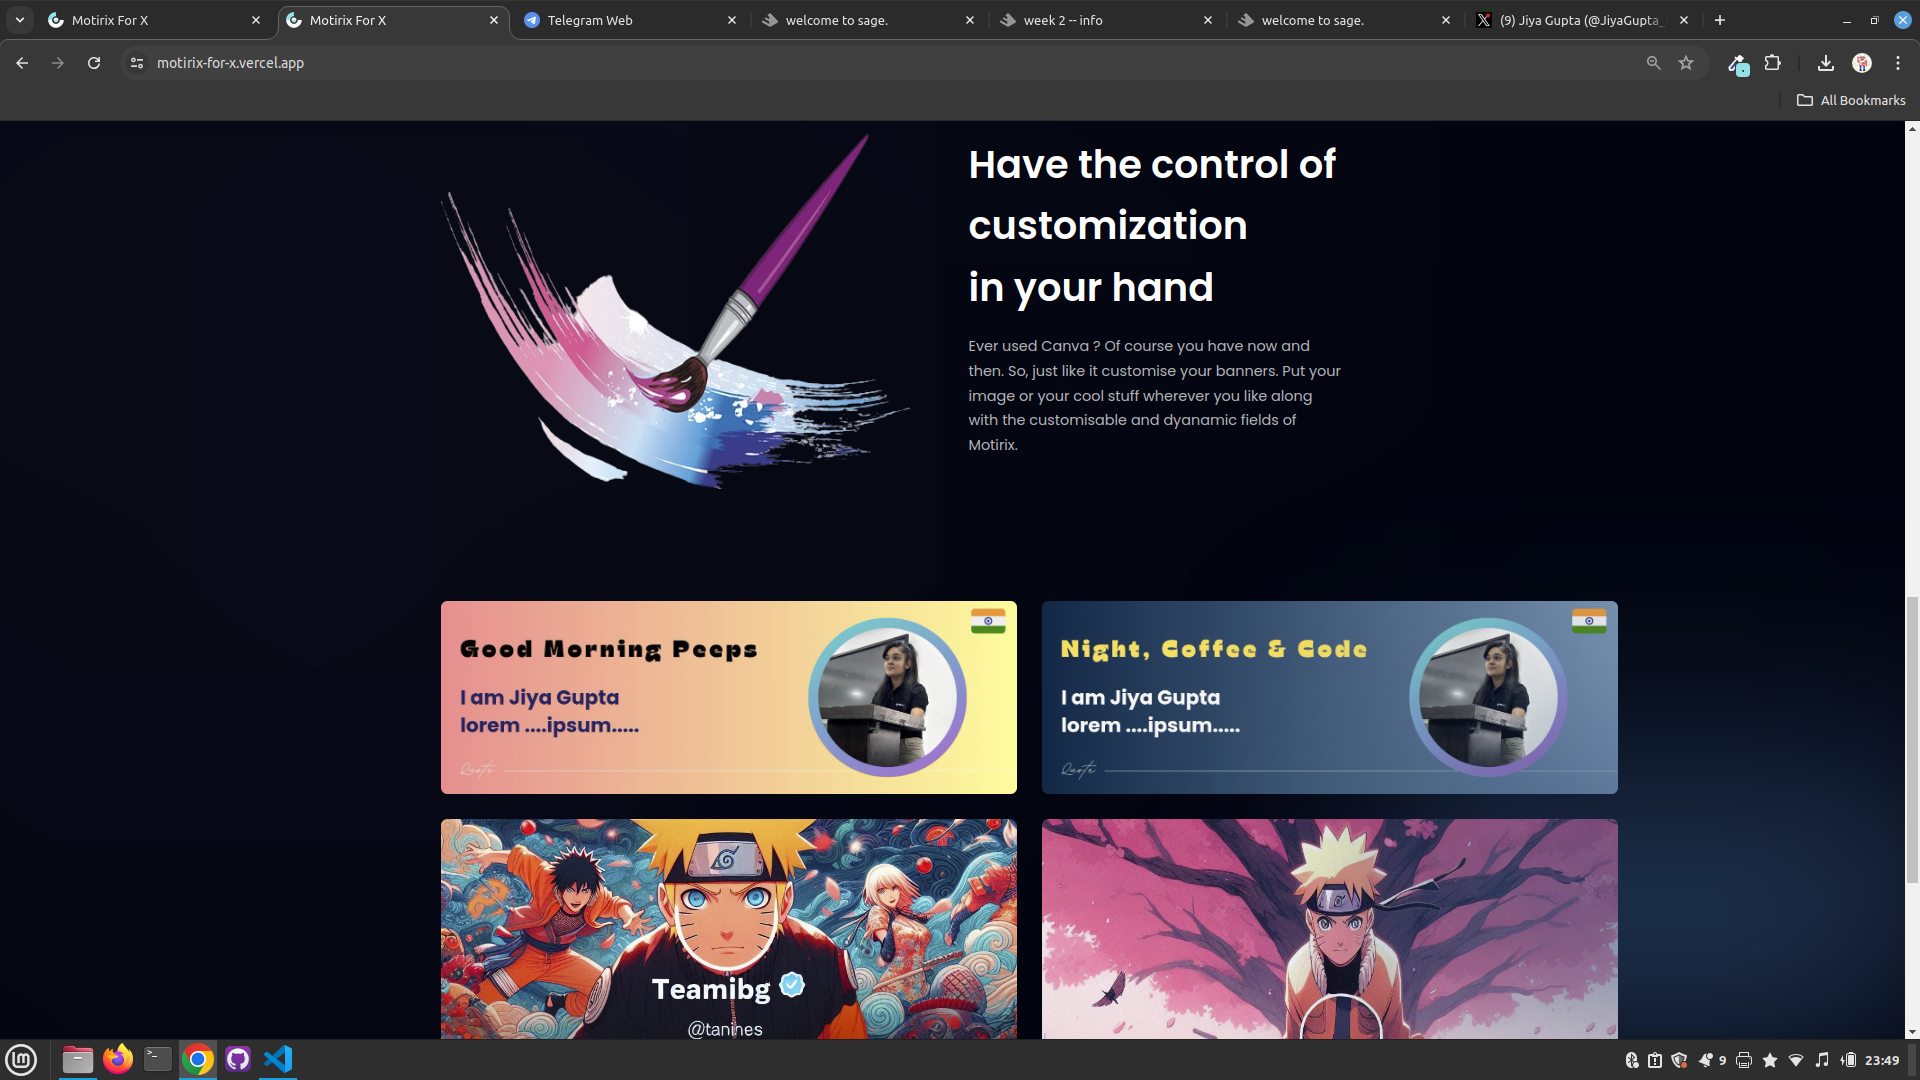 Motirix For X
Motirix For X
Telegram Web
welcome to sage.
week 2 -- info
welcome to sage.
(9) Jiya Gupta (@JiyaGupta_
motirix-for-x.vercel.app
All Bookmarks
Have the control of
customization
in your hand
Ever used Canva ? Of course you have now and
then. So, just like it customise your banners. Put your
image or your cool stuff wherever you like along
with the customisable and dyanamic fields of
Motirix.
Good Morning Peeps
I am Jiya Gupta
lorem ....ipsum.....
Quote
Night, Coffee & Code
I am Jiya Gupta
lorem ....ipsum.....
Quote
Teamibg
@tanines
9
23:49